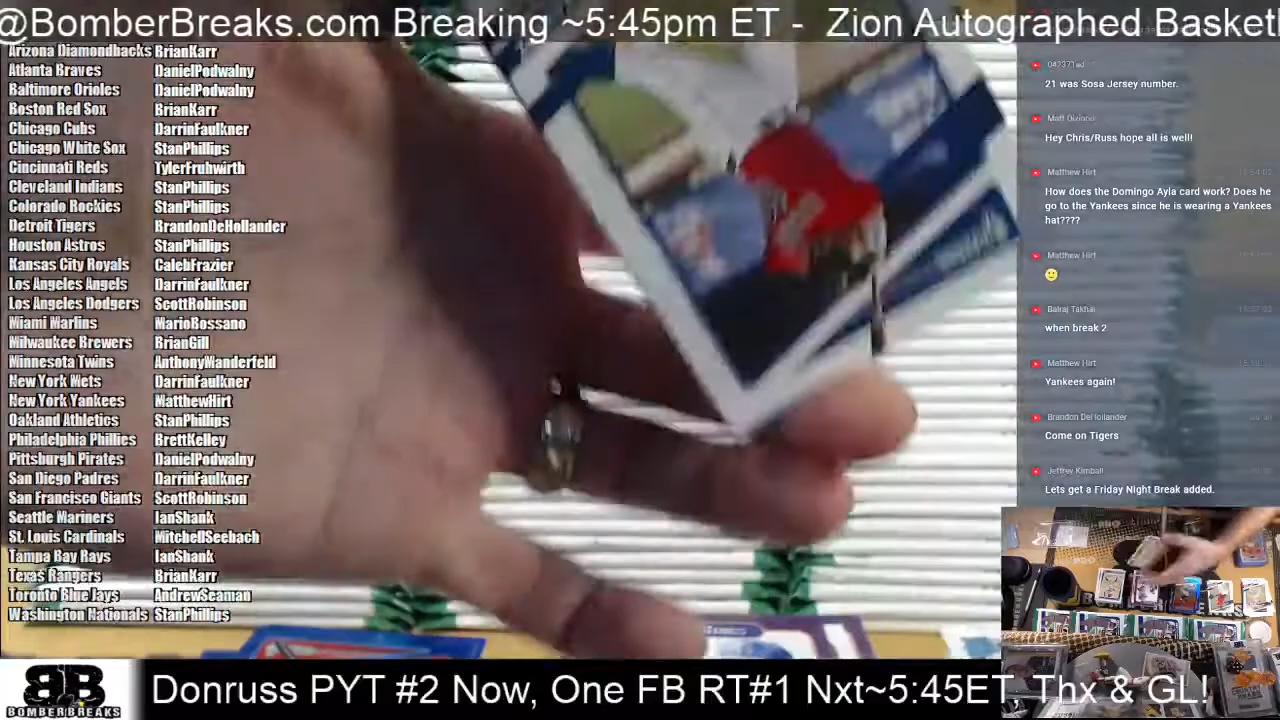 @BomberBreaks.com Breaking ~5:45pm ET - Zion Autographed Basket
Arizona Diamondbacks BrianKarr
Atlanta Braves DanielPodwalny
Baltimore Orioles DanielPodwalny
Boston Red Sox BrianKarr
Chicago Cubs DarrinFaulkner
Chicago White Sox StanPhillips
Cincinnati Reds TylerFruhwirth
Cleveland Indians StanPhillips
Colorado Rockies StanPhillips
Detroit Tigers BrandonDeHollander
Houston Astros StanPhillips
Kansas City Royals CalebFrazier
Los Angeles Angels DarrinFaulkner
Los Angeles Dodgers ScottRobinson
Miami Marlins MarioBossano
Milwaukee Brewers BrianGill
Minnesota Twins AnthonyWanderfeld
New York Mets DarrinFaulkner
New York Yankees MatthewHirt
Oakland Athletics StanPhillips
Philadelphia Phillies BrettKelley
Pittsburgh Pirates DanielPodwalny
San Diego Padres DarrinFaulkner
San Francisco Giants ScottRobinson
Seattle Mariners IanShank
St. Louis Cardinals MitchellSeebach
Tampa Bay Rays IanShank
Texas Rangers BrianKarr
Toronto Blue Jays AndrewSeaman
Washington Nationals StanPhillips
21 was Sosa Jersey number.
Hey Chris/Russ hope all is well!
Matthew Hirt
How does the Domingo Ayla card work? Does he
go to the Yankees since he is wearing a Yankees
hat????
Matthew Hirt
Balraj Takhar
when break 2
Matthew Hirt
Yankees again!
Brandon DeHollander
Come on Tigers
Jeffrey Kimball
Lets get a Friday Night Break added.
BB
BOMBERBREAKS
Donruss PYT #2 Now, One FB RT#1 Nxt~5:45ET. Thx & GL!